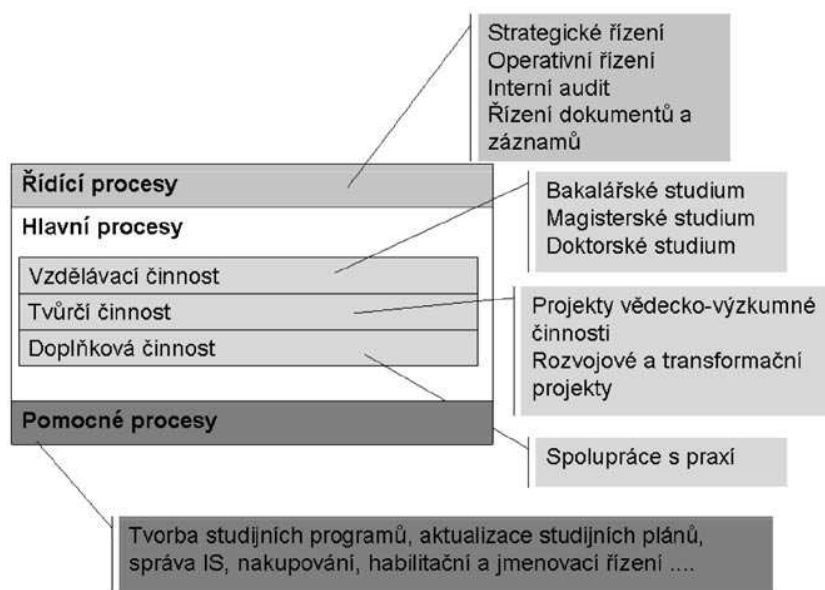 Strategické řízení
Operativní řízení
Interní audit
Řízení dokumentů a
záznamů
Řídící procesy
Hlavní procesy
Bakalářské studium
Magisterské studium
Doktorské studium
Vzdělávací činnost
Tvůrčí činnost
Doplňková činnost
Projekty vědecko-výzkumné
činnosti
Rozvojové a transformační
projekty
Pomocné procesy
Spolupráce s praxí
Tvorba studijních programů, aktualizace studijních plánů,
správa IS, nakupování, habilitační a jmenovací řízení ....